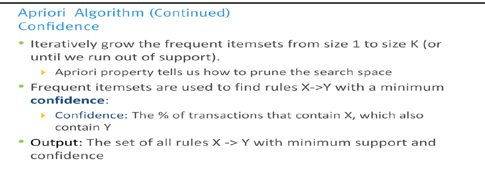 Apriori Algorithm (Continued)
Confidence
• Iteratively grow the frequent itemsets from size 1 to size K (or
until we run out of support).
▸ Apriori property tells us how to prune the search space
• Frequent itemsets are used to find rules X->Y with a minimum
confidence:
▸ Confidence: The % of transactions that contain X, which also
contain Y
• Output: The set of all rules X -> Y with minimum support and
confidence